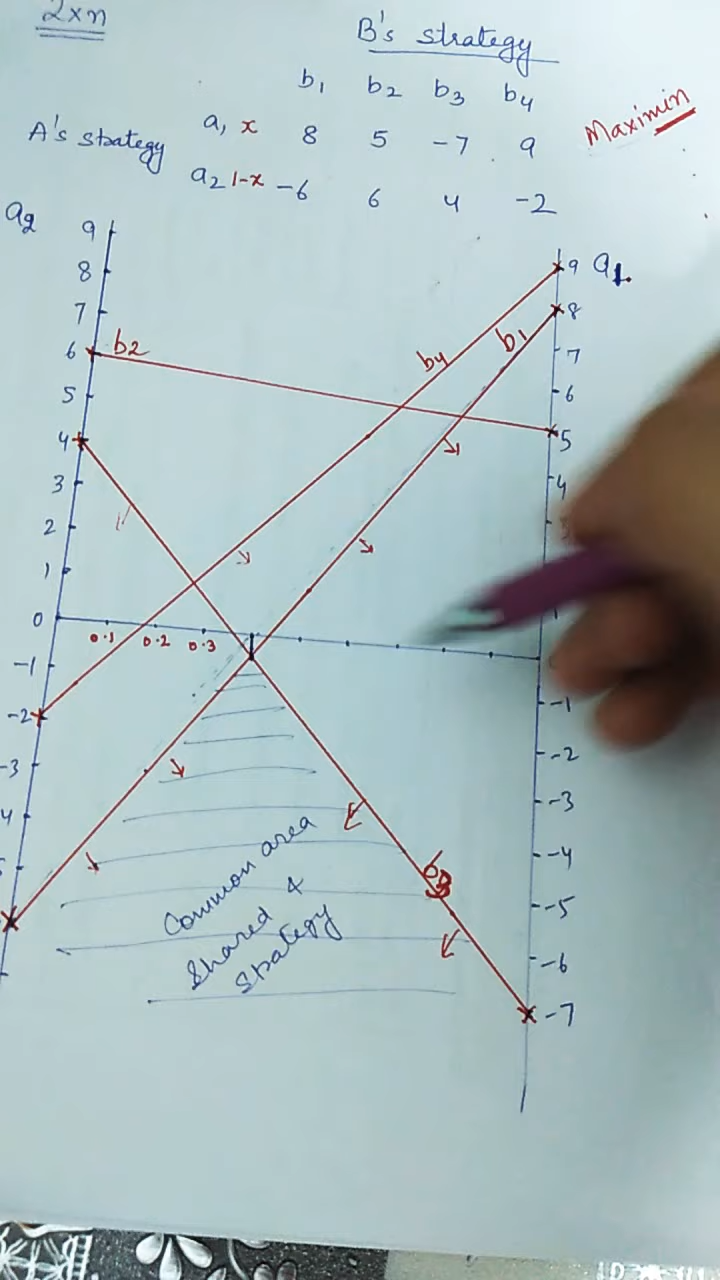 2×n
B's strategy
b1 b2 b3 b4
Maximin
A's strategy a1 x 8 5 -7 9
a2 1-x -6 6 4 -2
a2
9
8
7
6
5
4
3
2
1
0
-1
-2
-3
4
a1
9
8
7
6
5
4
-1
-2
-3
-4
-5
-6
-7
b2
b4
b1
0.1 0.2 0.3
b3
Common area
Shared 4
Strategy